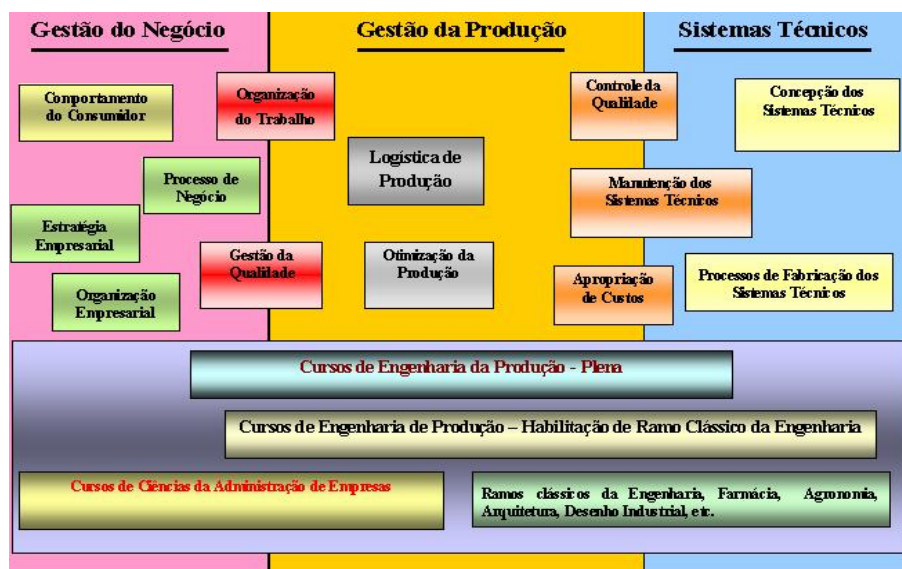 Gestão do Negócio
Gestão da Produção
Sistemas Técnicos
Comportamento
do Consumidor
Organização
do Trabalho
Controle da
Qualidade
Concepção dos
Sistemas Técnicos
Logística de
Produção
Processo de
Negócio
Manutenção dos
Sistemas Técnicos
Estratégia
Empresarial
Gestão da
Qualidade
Otimização da
Produção
Apropriação
de Custos
Processos de Fabricação dos
Sistemas Técnicos
Organização
Empresarial
Cursos de Engenharia da Produção - Plena
Cursos de Engenharia de Produção – Habilitação de Ramo Clássico da Engenharia
Cursos de Ciências da Administração de Empresas
Ramos clássicos da Engenharia, Farmácia, Agronomia,
Arquitetura, Desenho Industrial, etc.